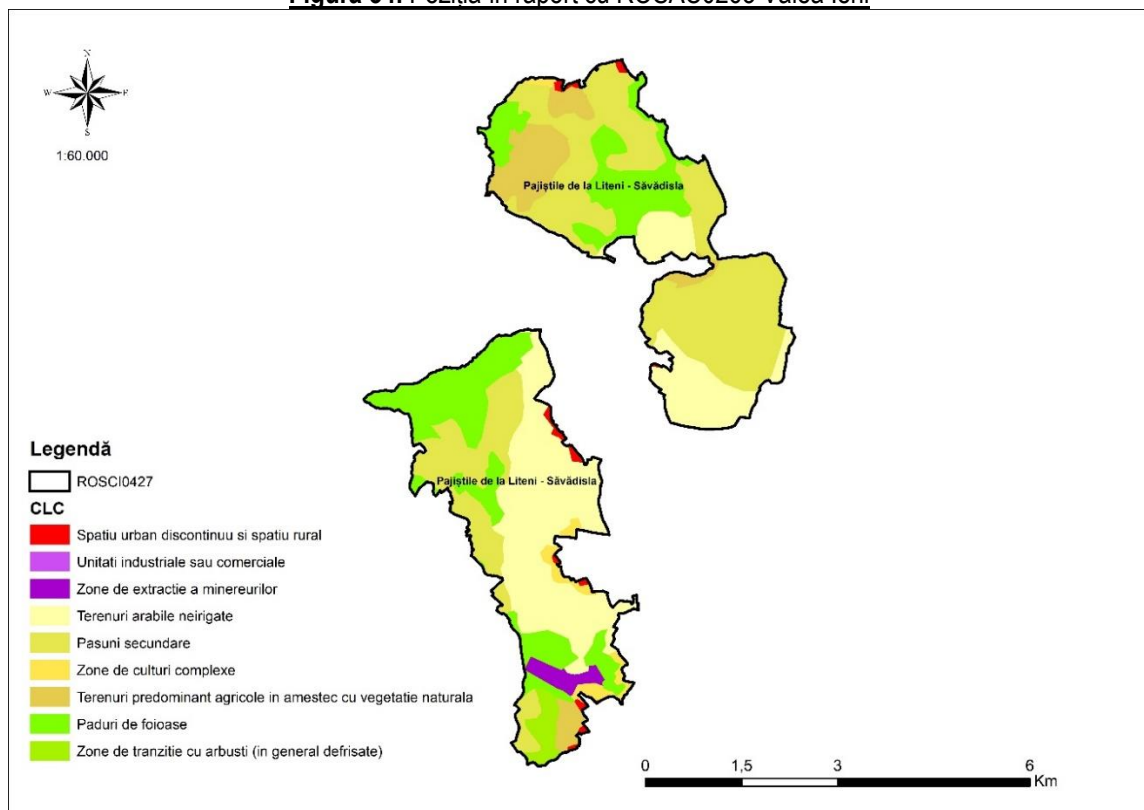 N
W E
S
1:60.000
Pajiștile de la Liteni - Săvădisla
Pajiștile de la Liteni - Săvădisla
Legendă
ROSCI0427
CLC
Spatiu urban discontinuu si spatiu rural
Unitati industriale sau comerciale
Zone de extractie a minereurilor
Terenuri arabile neirigate
Pasuni secundare
Zone de culturi complexe
Terenuri predominant agricole in amestec cu vegetatie naturala
Paduri de foioase
Zone de tranzitie cu arbusti (in general defrisate)
0 1,5 3 6
Km